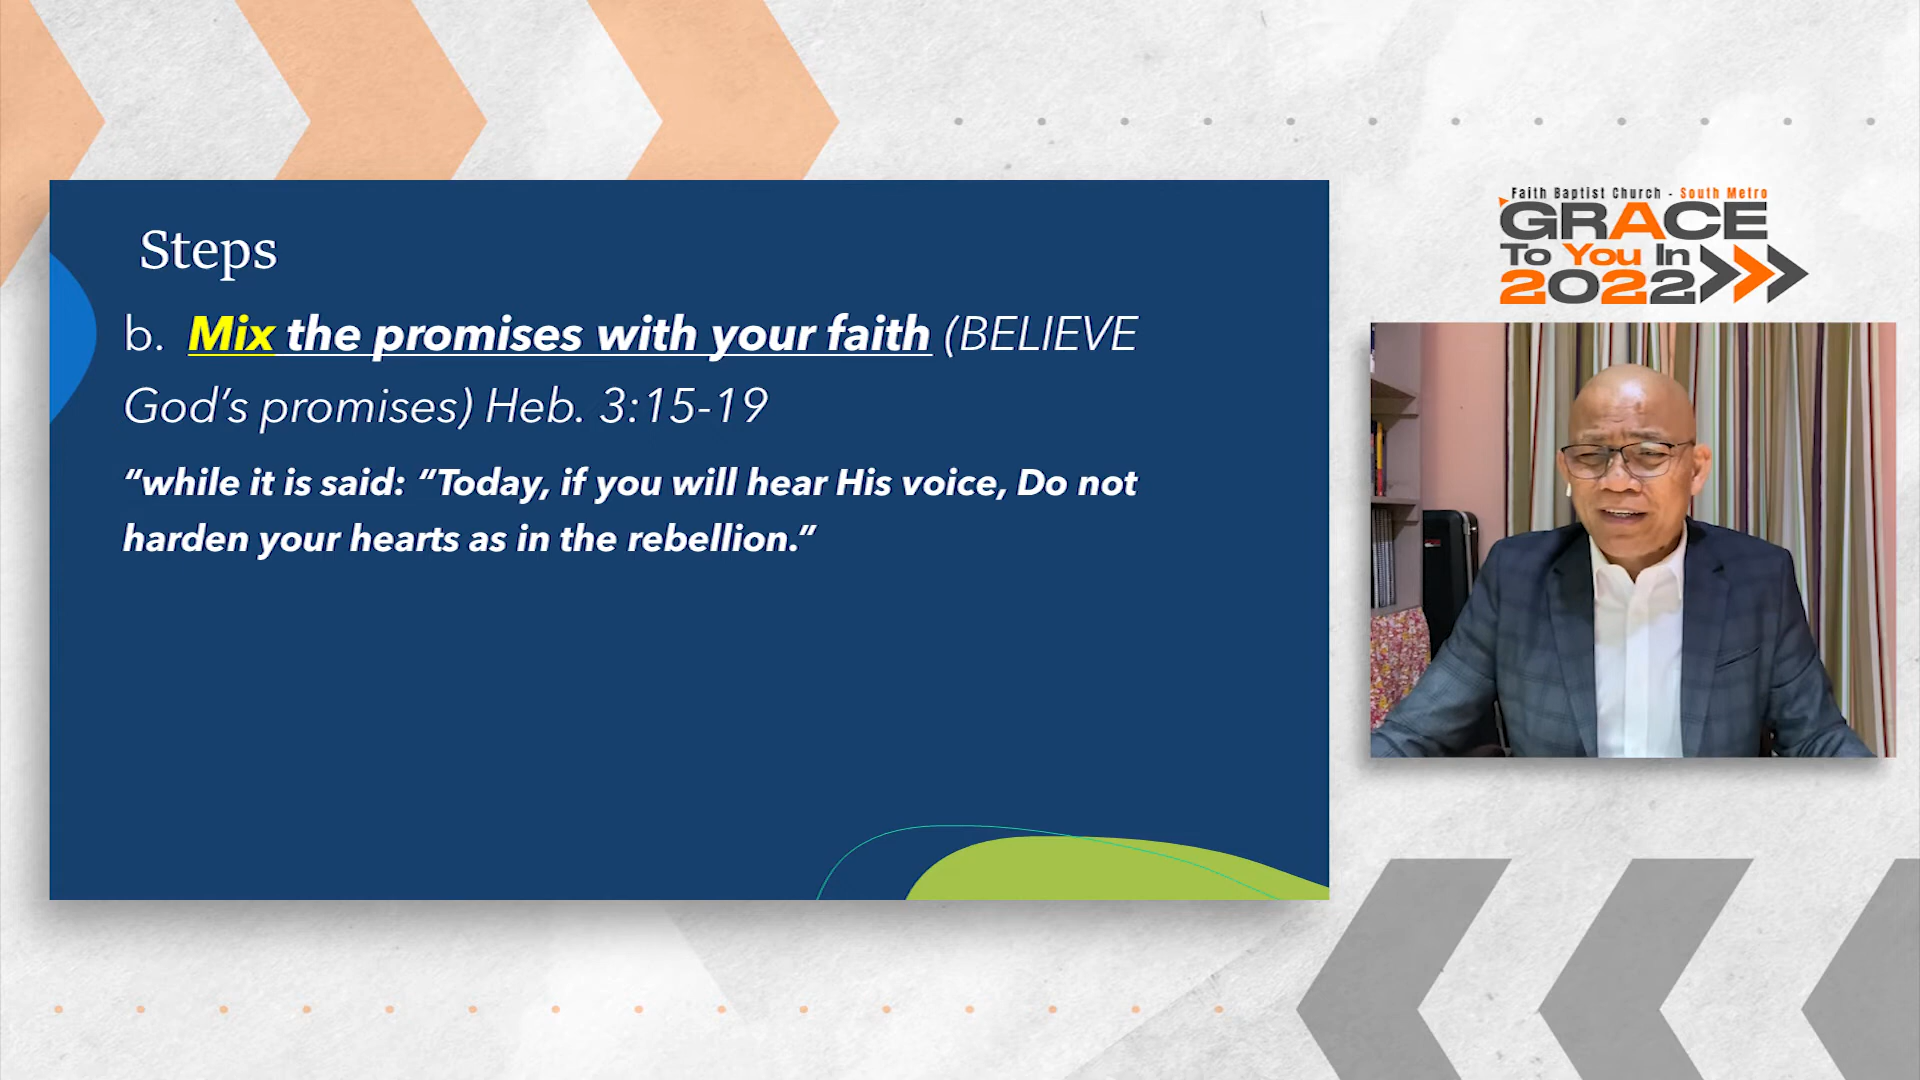 Steps
b. Mix the promises with your faith (BELIEVE
God’s promises) Heb. 3:15-19
“while it is said: “Today, if you will hear His voice, Do not
harden your hearts as in the rebellion.”
Faith Baptist Church - South Metro
GRACE
To You In
2022